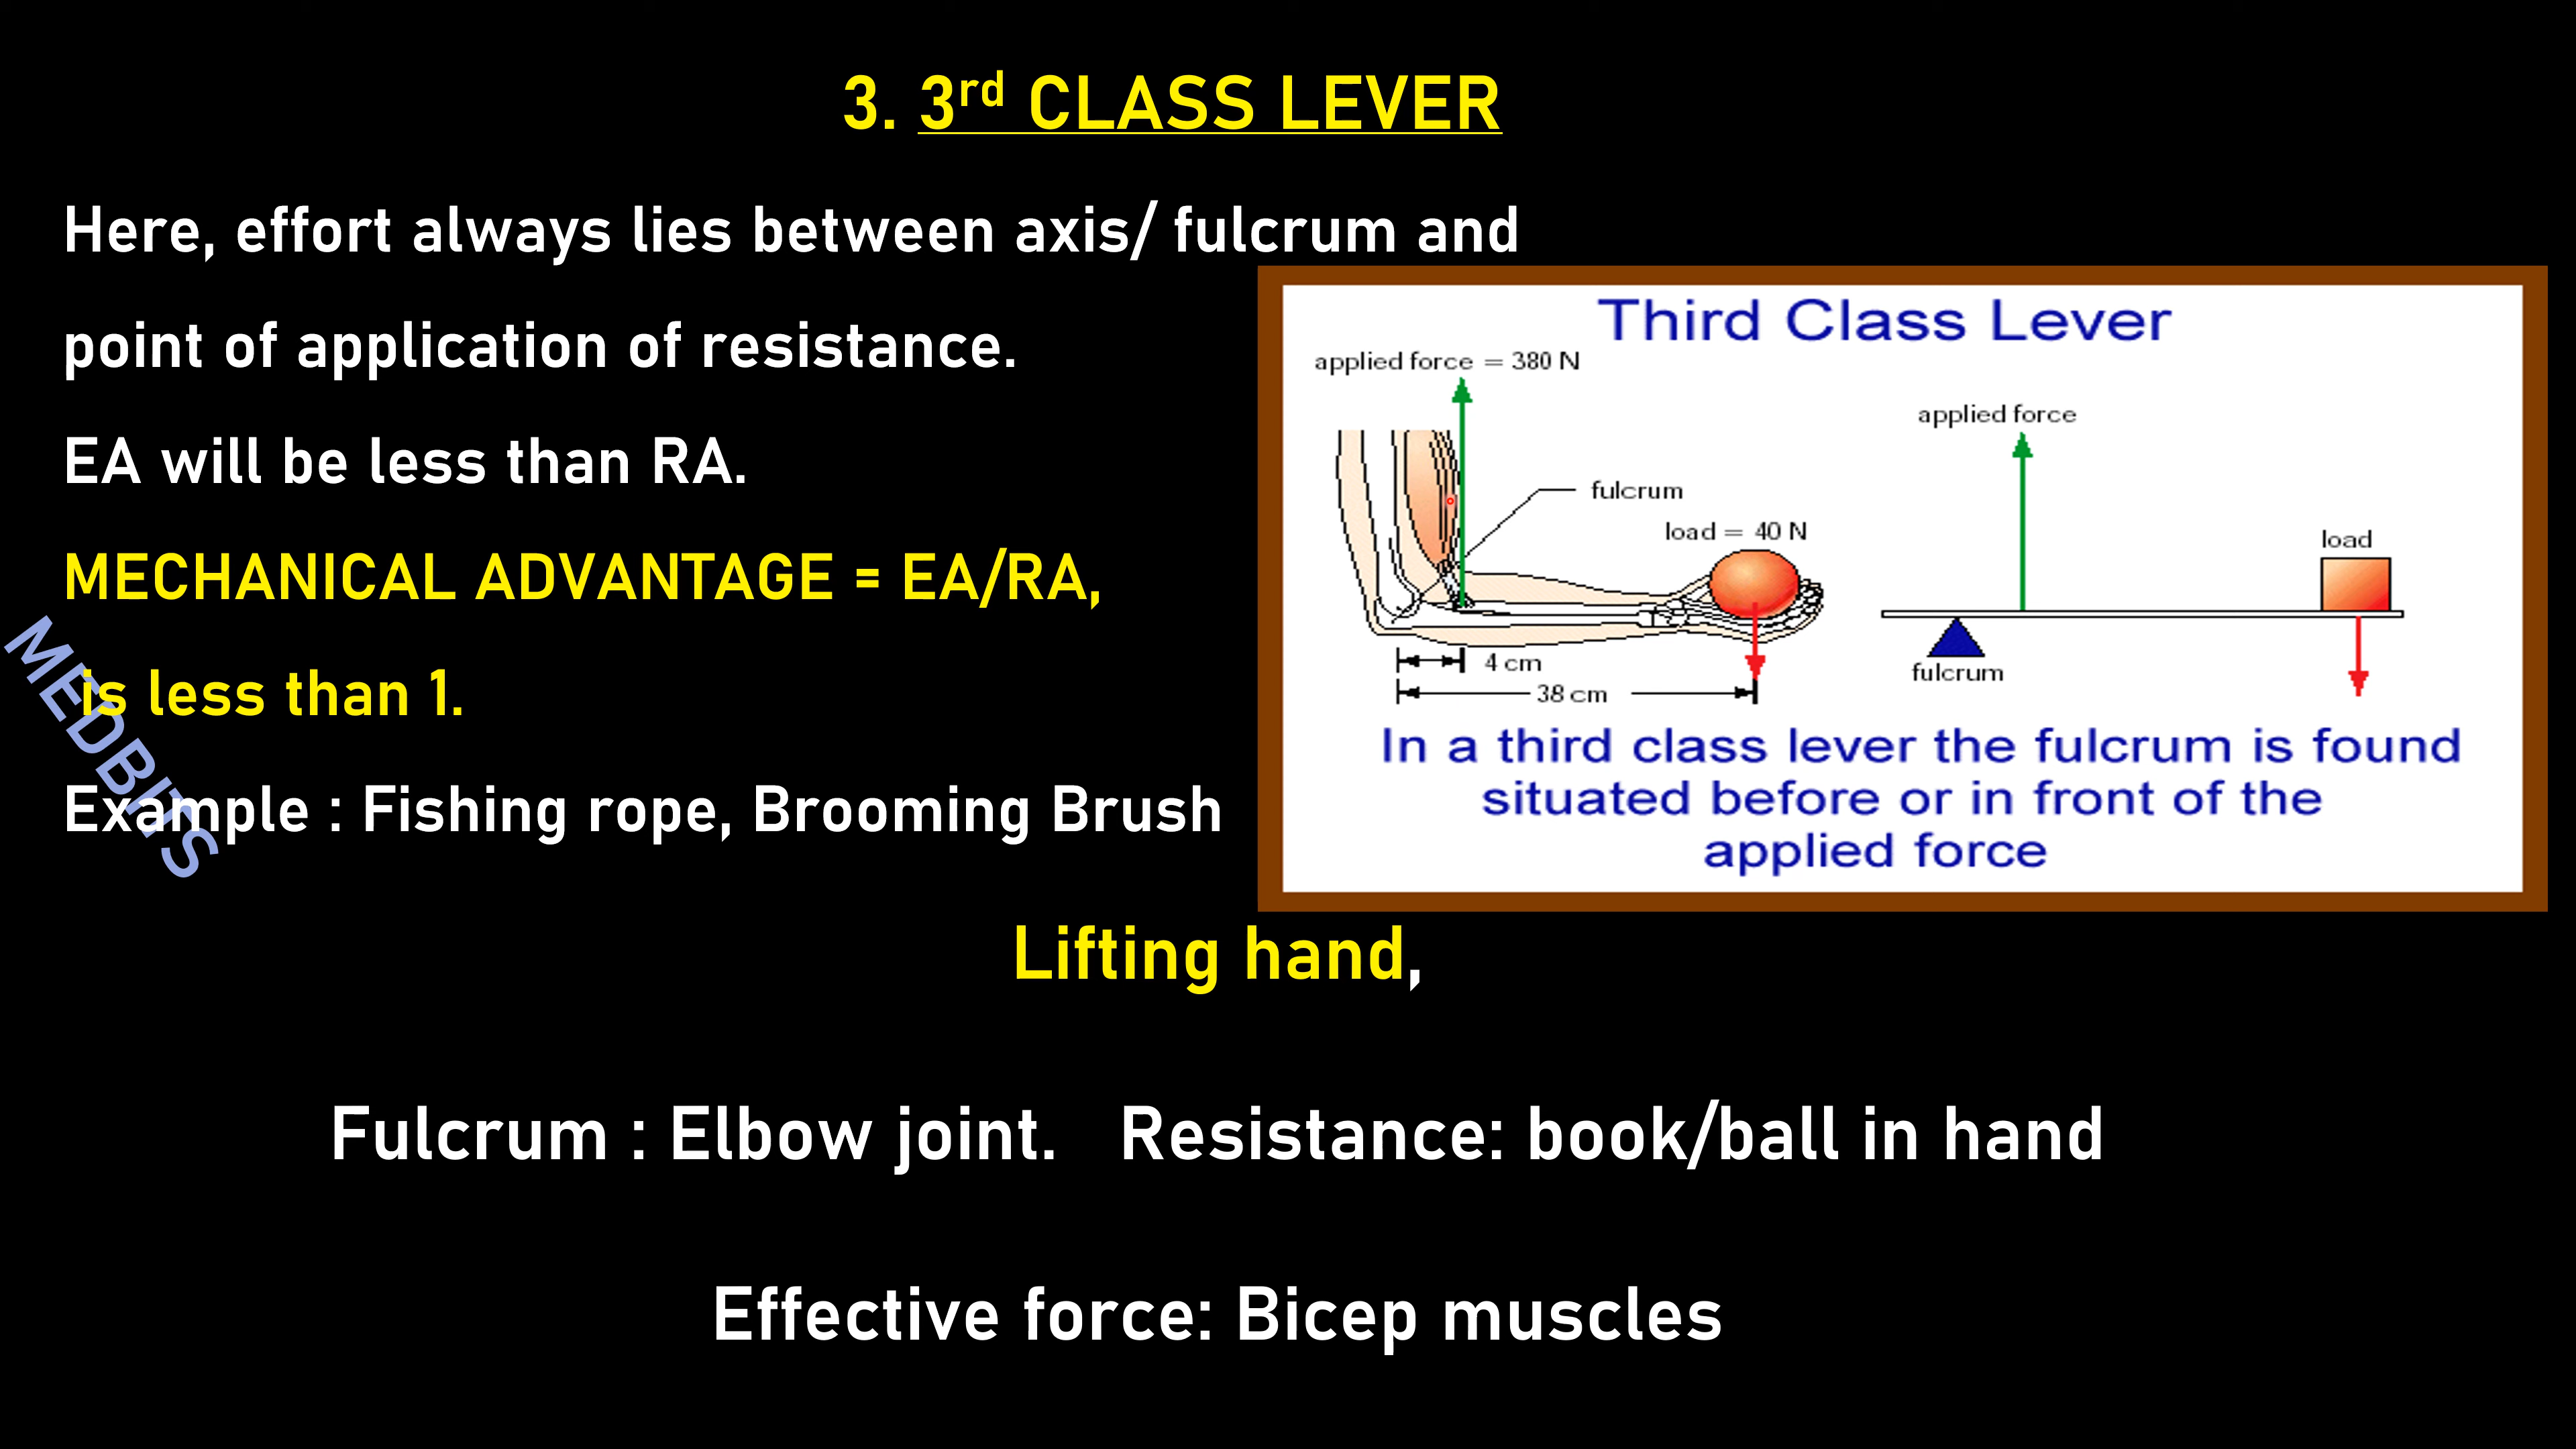 3. 3rd CLASS LEVER
Here, effort always lies between axis/ fulcrum and
point of application of resistance.
EA will be less than RA.
MECHANICAL ADVANTAGE = EA/RA,
is less than 1.
Example : Fishing rope, Brooming Brush
MEDBITS
Third Class Lever
applied force = 380 N
fulcrum
load = 40 N
4 cm
38 cm
applied force
load
fulcrum
In a third class lever the fulcrum is found
situated before or in front of the
applied force
Lifting hand,
Fulcrum : Elbow joint. Resistance: book/ball in hand
Effective force: Bicep muscles